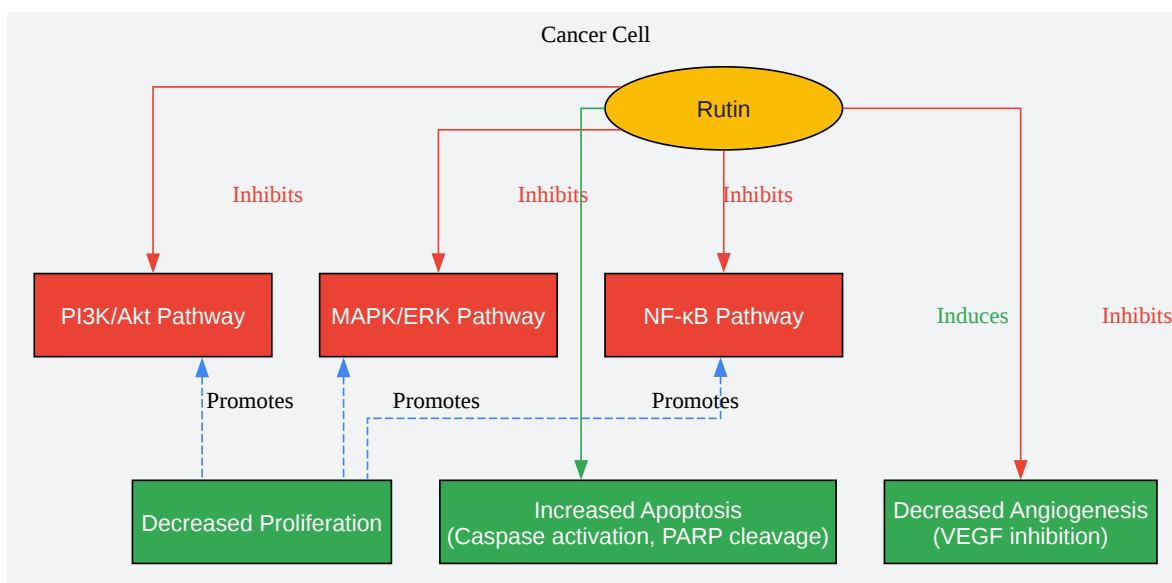 Cancer Cell
Rutin
Inhibits
Inhibits
Inhibits
PI3K/Akt Pathway
MAPK/ERK Pathway
NF-κB Pathway
Induces
Inhibits
Promotes
Promotes
Promotes
Decreased Proliferation
Increased Apoptosis
(Caspase activation, PARP cleavage)
Decreased Angiogenesis
(VEGF inhibition)